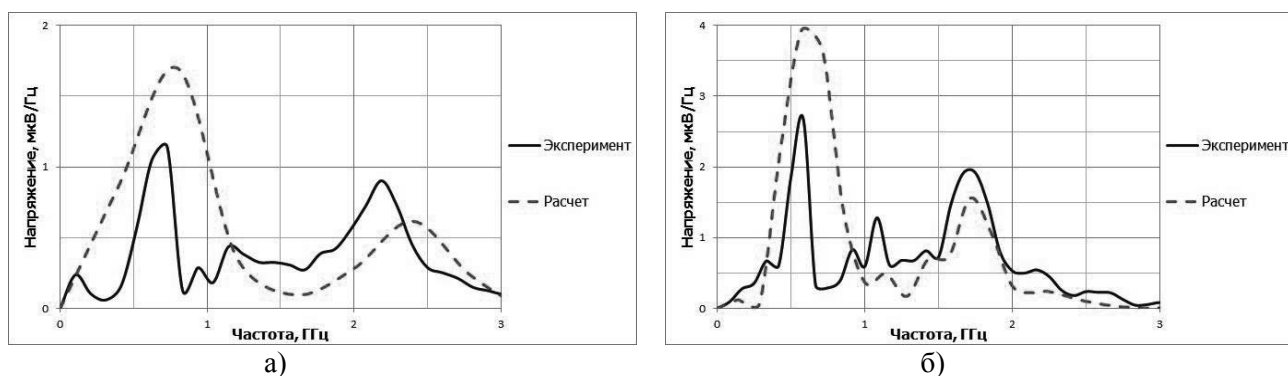 Напряжение, мкВ/Гц
2
1
0
0
1
2
3
Частота, ГГц
Эксперимент
Расчет
а)
Напряжение, мкВ/Гц
4
3
2
1
0
0
1
2
3
Частота, ГГц
Эксперимент
Расчет
б)